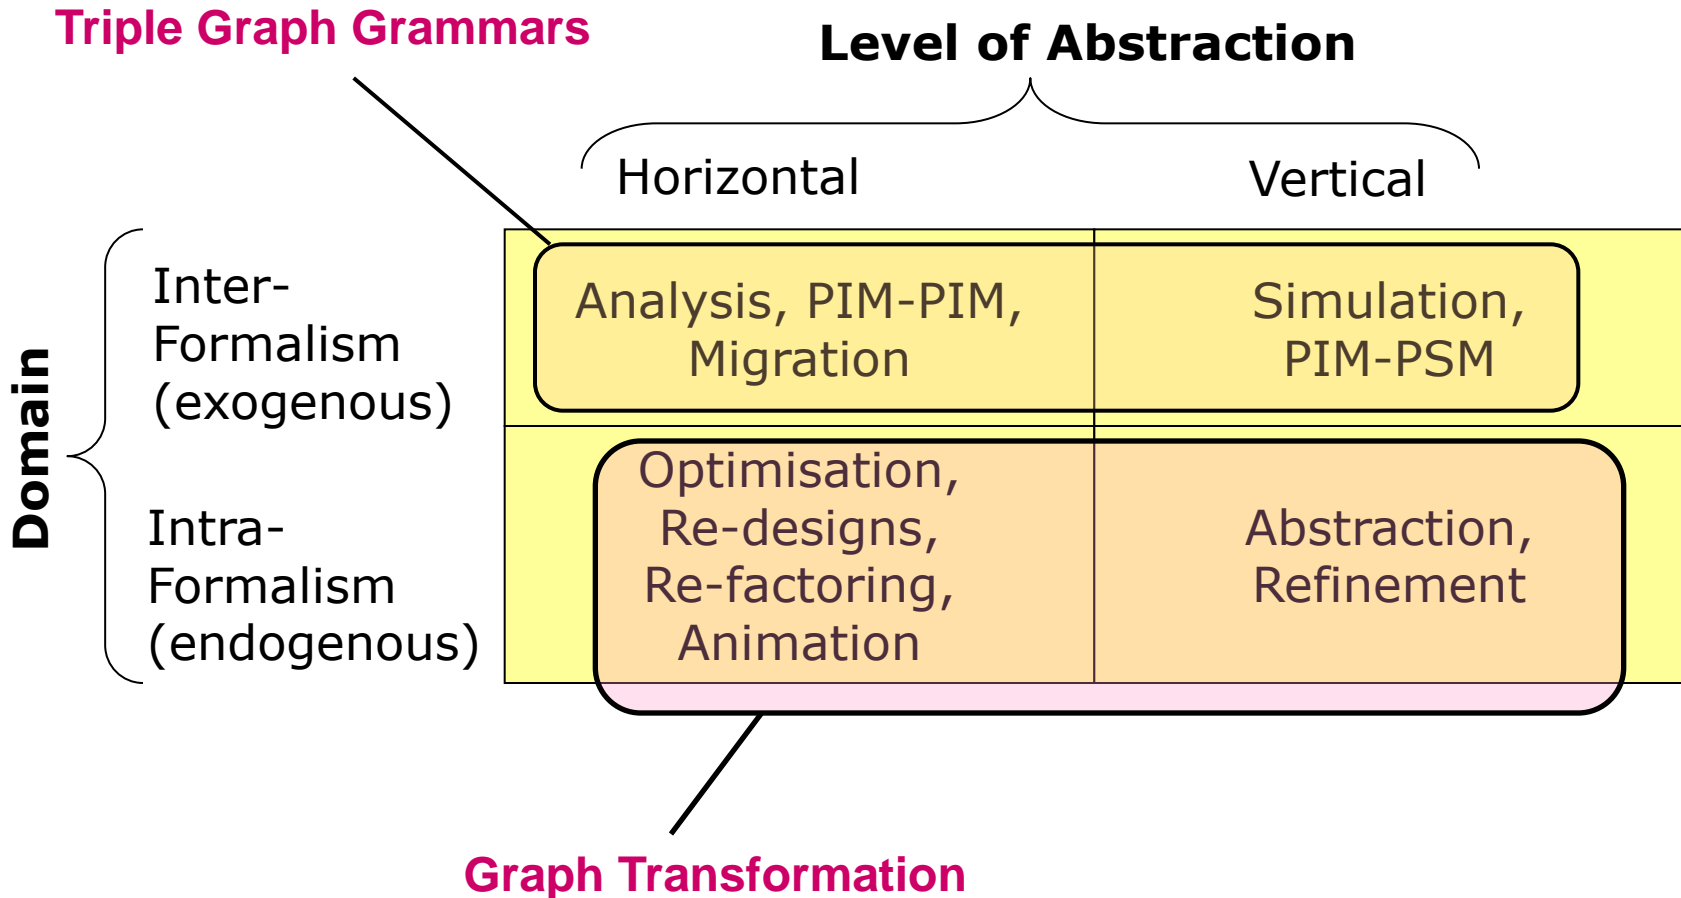 Triple Graph Grammars
Level of Abstraction
Horizontal
Vertical
Domain
Inter-
Formalism
(exogenous)
Analysis, PIM-PIM,
Migration
Simulation,
PIM-PSM
Intra-
Formalism
(endogenous)
Optimisation,
Re-designs,
Re-factoring,
Animation
Abstraction,
Refinement
Graph Transformation